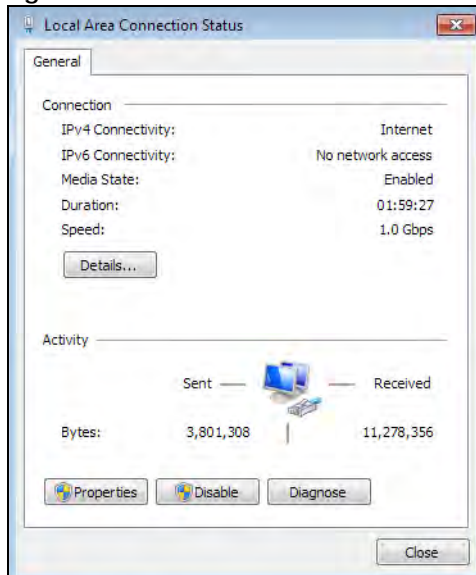 Local Area Connection Status
General
Connection
IPv4 Connectivity: Internet
IPv6 Connectivity: No network access
Media State: Enabled
Duration: 01:59:27
Speed: 1.0 Gbps
Details...
Activity
Sent Received
Bytes: 3,801,308 11,278,356
Properties Disable Diagnose
Close